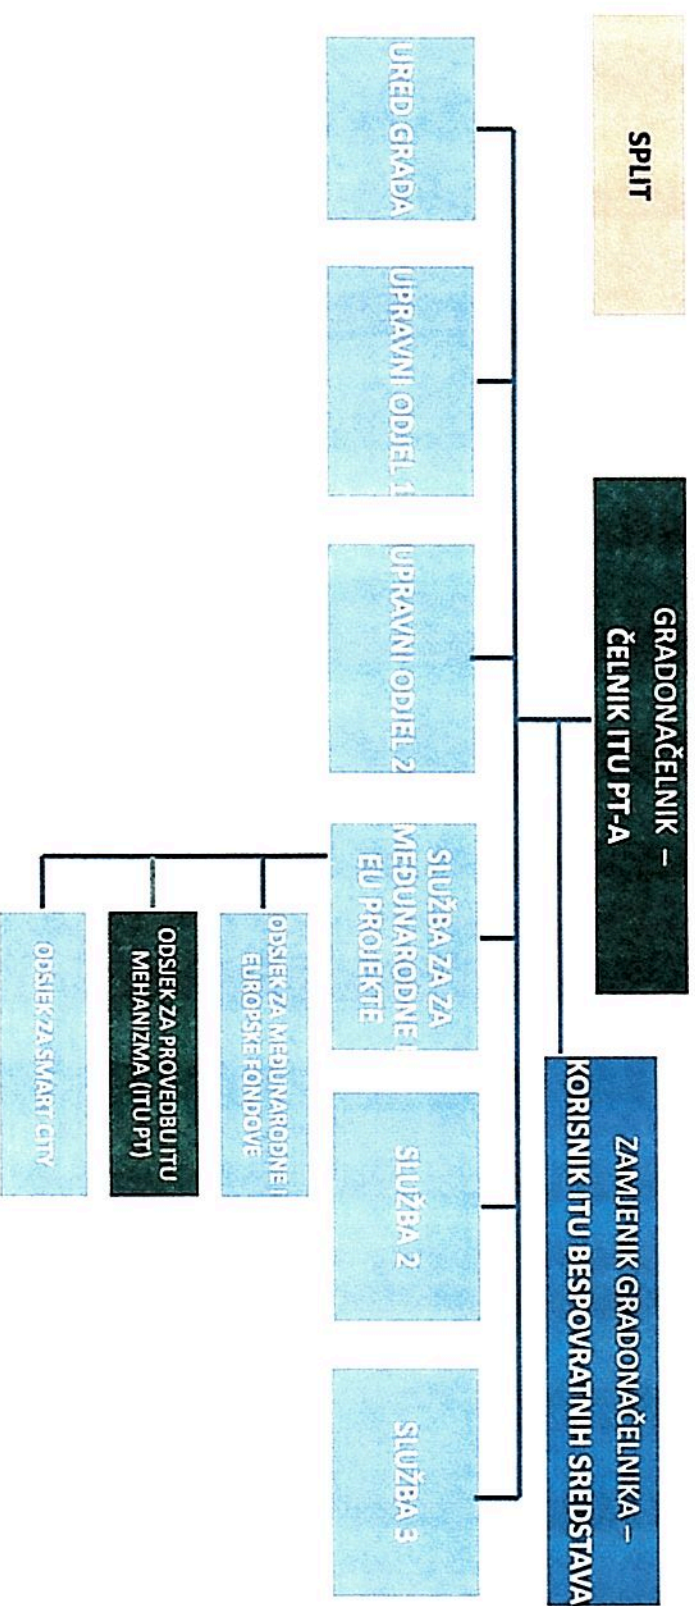 SPLIT
GRADONAČELNIK –
ČELNIK ITU PT-A
ZAMJENIK GRADONAČELNIKA –
KORISNIK ITU BESPOVRATNIH SREDSTAVA
URED GRADA
UPRAVNI ODJEL 1
UPRAVNI ODJEL 2
SLUŽBA ZA ZA
MEĐUNARODNE I
EU PROJEKTE
SLUŽBA 2
SLUŽBA 3
ODSJEK ZA MEĐUNARODNE I
EUROPSKE FONDOVE
ODSJEK ZA PROVEDBU ITU
MEHANIZMA (ITU PT)
ODSJEK ZA SMART CITY